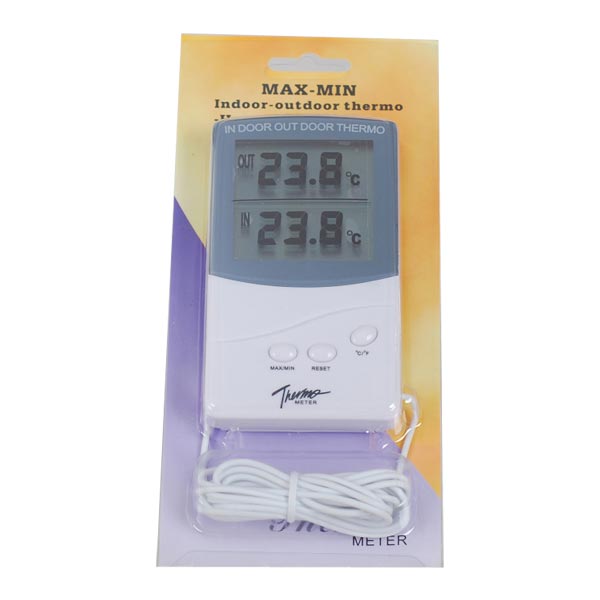 MAX-MIN
Indoor-outdoor thermo
IN DOOR OUT DOOR THERMO
OUT 23.8 °C
IN 23.8 °C
°C/°F
MAX/MIN RESET
Thermo
METER
METER